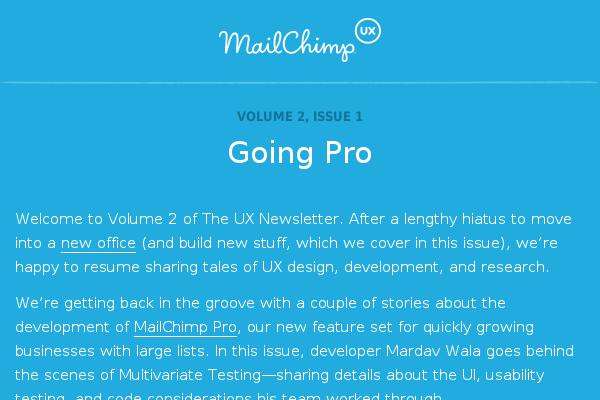 MailChimp UX
VOLUME 2, ISSUE 1
Going Pro
Welcome to Volume 2 of The UX Newsletter. After a lengthy hiatus to move
into a new office (and build new stuff, which we cover in this issue), we’re
happy to resume sharing tales of UX design, development, and research.
We’re getting back in the groove with a couple of stories about the
development of MailChimp Pro, our new feature set for quickly growing
businesses with large lists. In this issue, developer Mardav Wala goes behind
the scenes of Multivariate Testing—sharing details about the UI, usability
testing, and code considerations his team worked through.